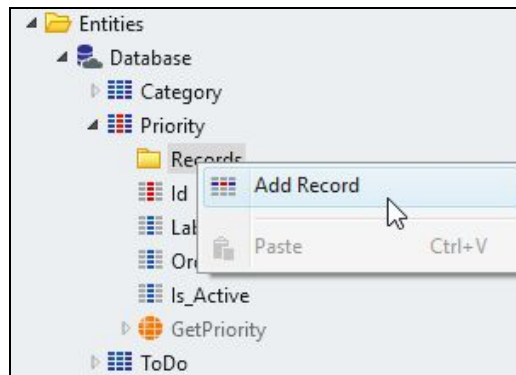 Entities
Database
Category
Priority
Records
Id
Add Record
Paste Ctrl+V
Is_Active
GetPriority
ToDo